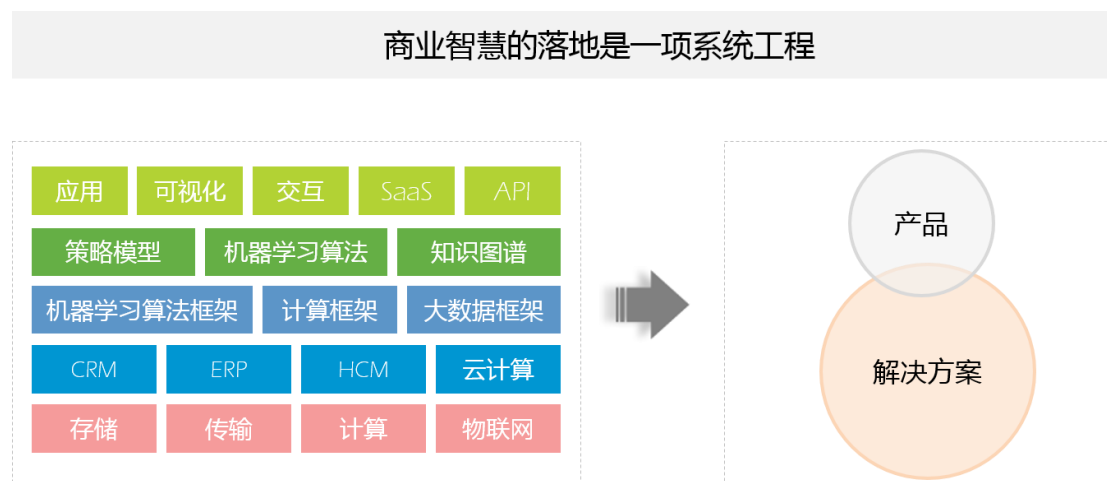 商业智慧的落地是一项系统工程
应用 可视化 交互 SaaS API
策略模型 机器学习算法 知识图谱
机器学习算法框架 计算框架 大数据框架
CRM ERP HCM 云计算
存储 传输 计算 物联网
产品
解决方案